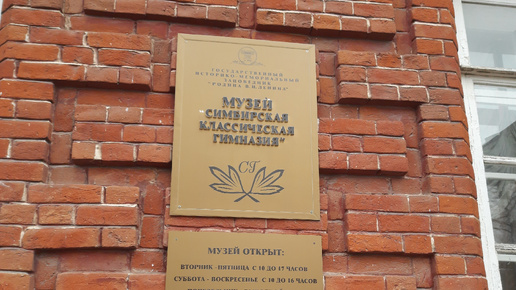 ГОСУДАРСТВЕННЫЙ
ИСТОРИКО-МЕМОРИАЛЬНЫЙ
ЗАПОВЕДНИК
"РОДИНА В.И.ЛЕНИНА"
МУЗЕЙ
СИМБИРСКАЯ
КЛАССИЧЕСКАЯ
ГИМНАЗИЯ"
СГ
МУЗЕЙ ОТКРЫТ:
ВТОРНИК - ПЯТНИЦА С 10 ДО 17 ЧАСОВ
СУББОТА - ВОСКРЕСЕНЬЕ С 10 ДО 16 ЧАСОВ